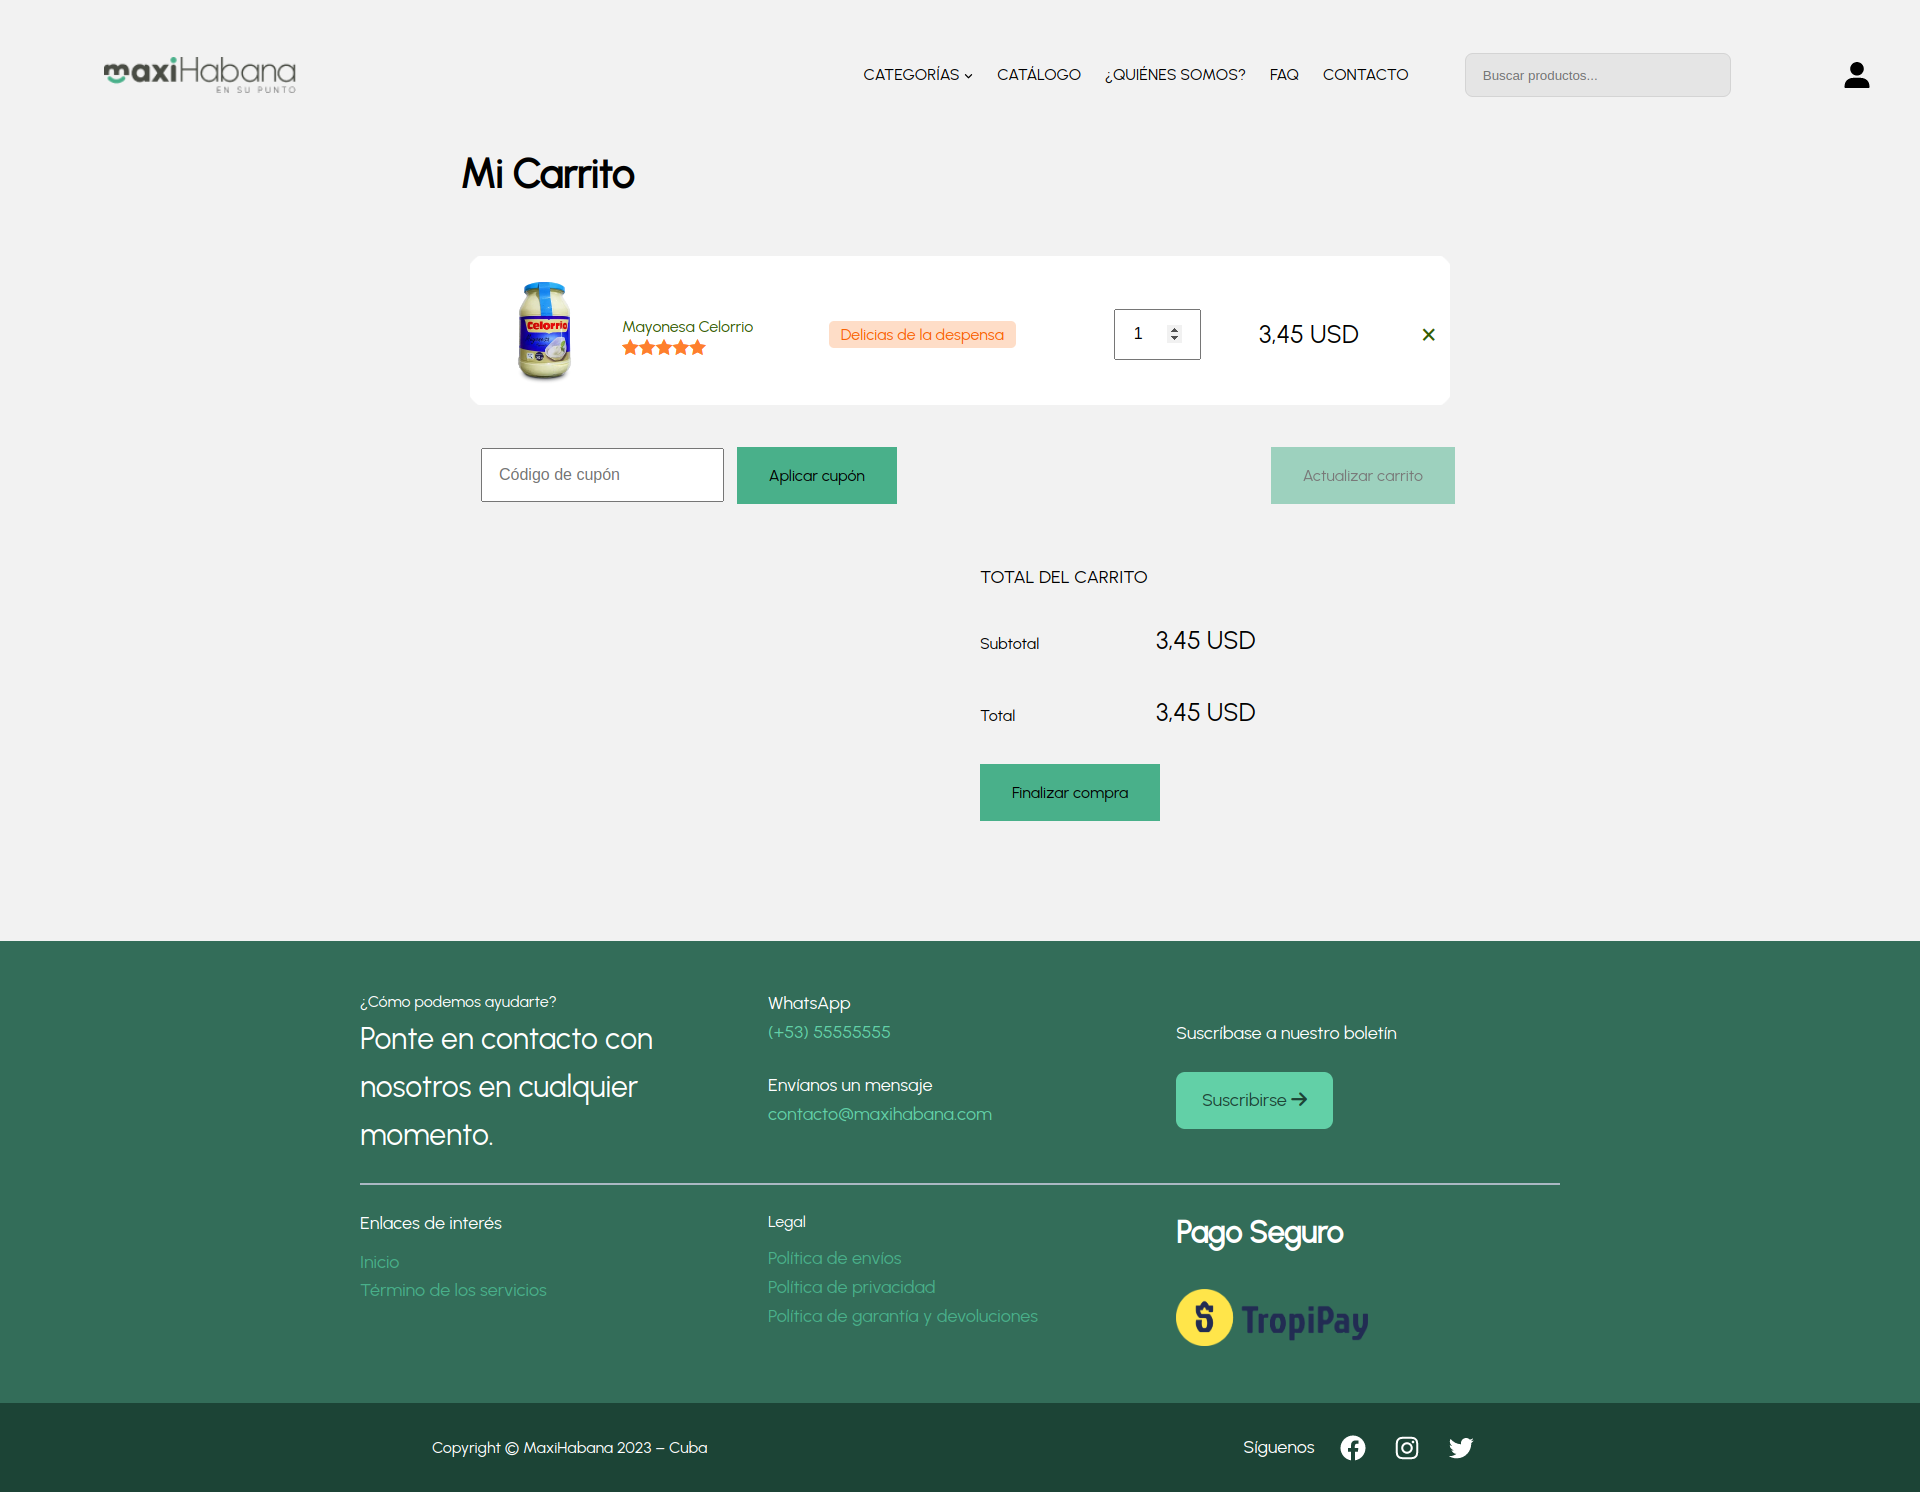 maxiHabana
EN SU PUNTO
CATEGORÍAS
CATÁLOGO
¿QUIÉNES SOMOS?
FAQ
CONTACTO
Buscar productos...
Mi Carrito
Celorrio
Mayonesa Celorrio
Delicias de la despensa
1
3,45 USD
×
Código de cupón
Aplicar cupón
Actualizar carrito
TOTAL DEL CARRITO
Subtotal
3,45 USD
Total
3,45 USD
Finalizar compra
¿Cómo podemos ayudarte?
Ponte en contacto con
nosotros en cualquier
momento.
WhatsApp
(+53) 55555555
Envíanos un mensaje
contacto@maxihabana.com
Suscríbase a nuestro boletín
Suscribirse
Enlaces de interés
Inicio
Término de los servicios
Legal
Política de envíos
Política de privacidad
Política de garantía y devoluciones
Pago Seguro
TropiPay
Copyright © MaxiHabana 2023 – Cuba
Síguenos